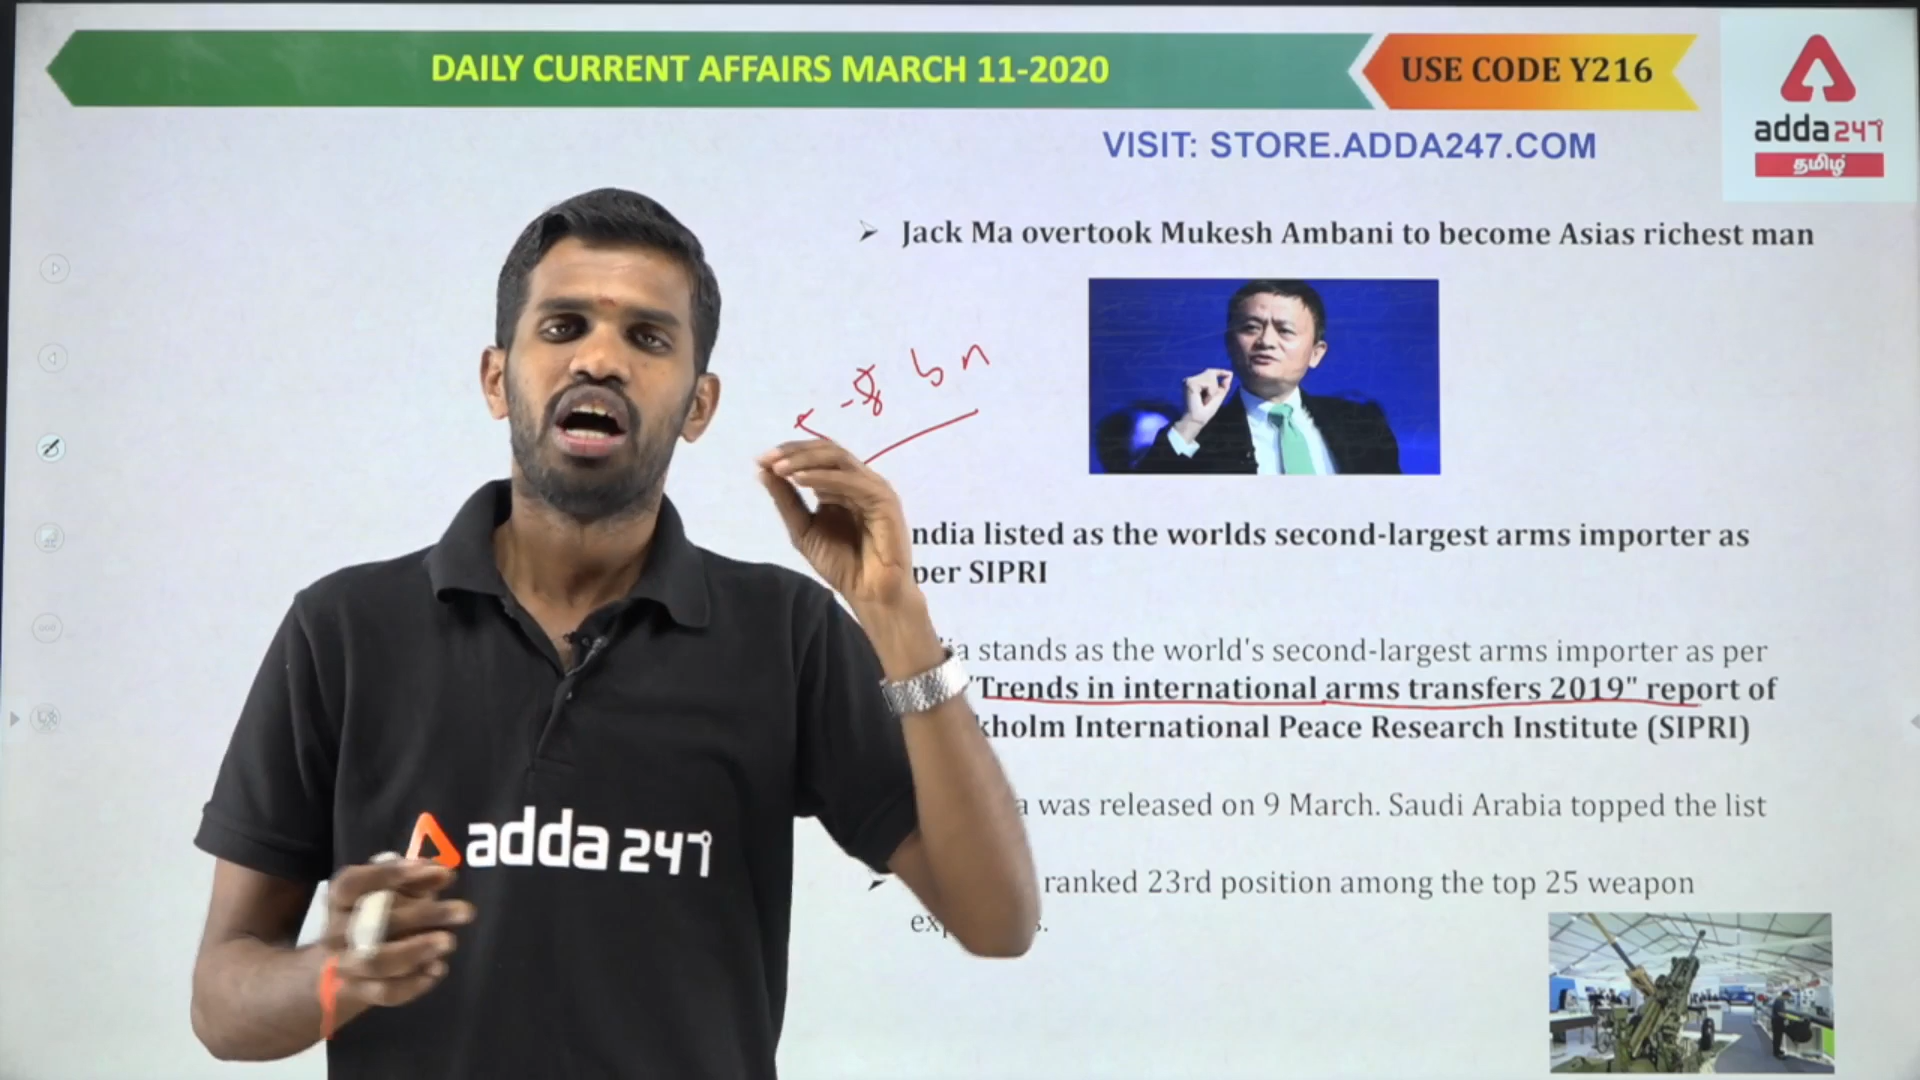 DAILY CURRENT AFFAIRS MARCH 11-2020
USE CODE Y216
adda247
தமிழ்
VISIT: STORE.ADDA247.COM
Jack Ma overtook Mukesh Ambani to become Asias richest man
bn
ndia listed as the worlds second-largest arms importer as
per SIPRI
stands as the world's second-largest arms importer as per
"Trends in international arms transfers 2019" report of
kholm International Peace Research Institute (SIPRI)
was released on 9 March. Saudi Arabia topped the list
ranked 23rd position among the top 25 weapon
adda247